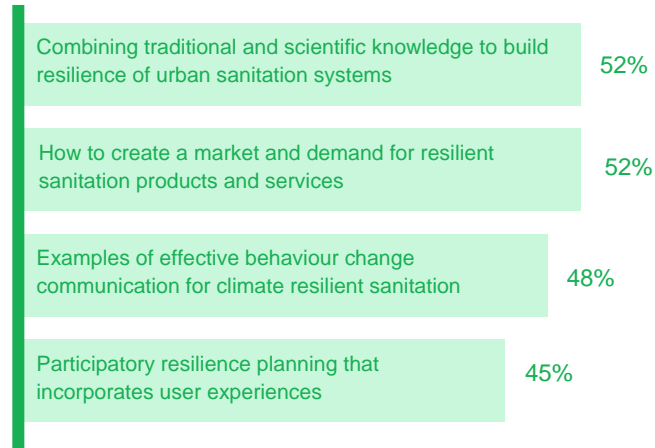 Combining traditional and scientific knowledge to build
resilience of urban sanitation systems
52%
How to create a market and demand for resilient
sanitation products and services
52%
Examples of effective behaviour change
communication for climate resilient sanitation
48%
Participatory resilience planning that
incorporates user experiences
45%